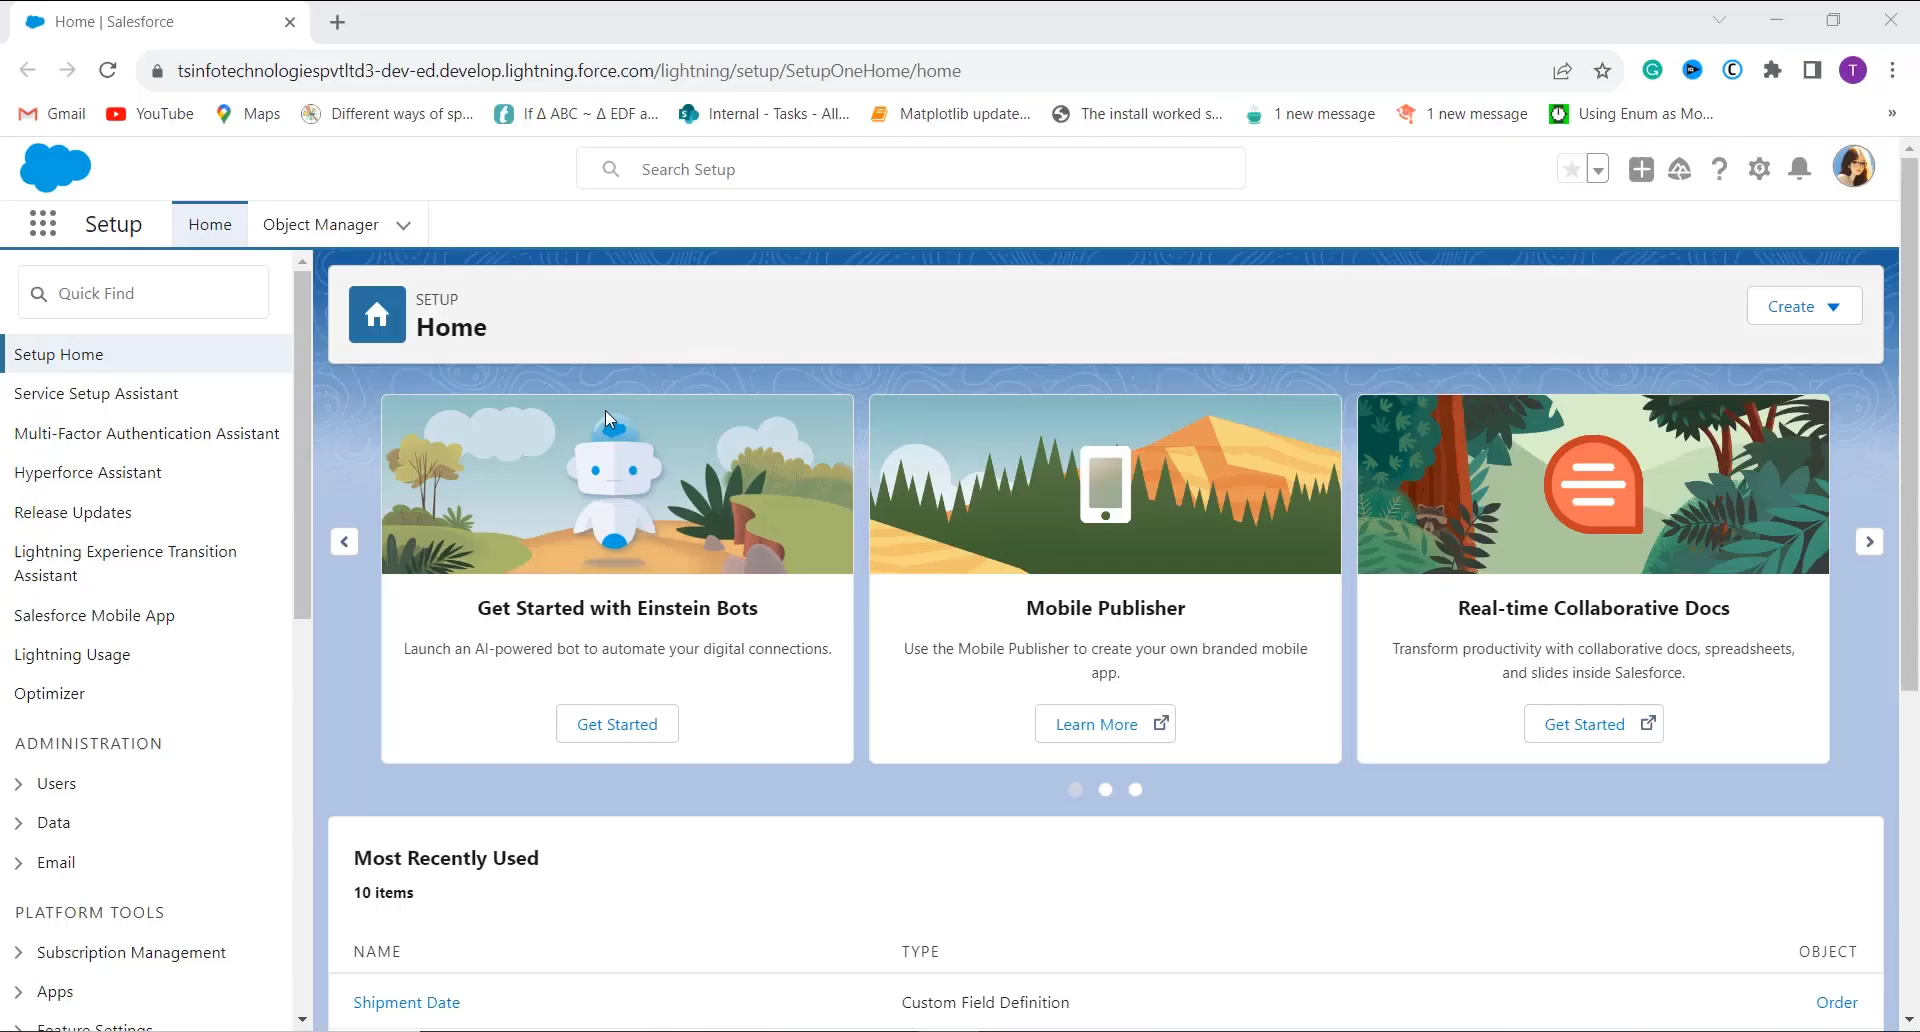 Home | Salesforce
tsinfotechnologiespvtltd3-dev-ed.develop.lightning.force.com/lightning/setup/SetupOneHome/home
T
Gmail
YouTube
Maps
Different ways of sp...
If Δ ABC ~ Δ EDF a...
Internal - Tasks - All...
Matplotlib update...
The install worked s...
1 new message
1 new message
Using Enum as Mo...
»
Search Setup
Setup
Home
Object Manager
Quick Find
Setup Home
Service Setup Assistant
Multi-Factor Authentication Assistant
Hyperforce Assistant
Release Updates
Lightning Experience Transition
Assistant
Salesforce Mobile App
Lightning Usage
Optimizer
ADMINISTRATION
Users
Data
Email
PLATFORM TOOLS
Subscription Management
Apps
Feature Settings
SETUP
Home
Create
Get Started with Einstein Bots
Launch an AI-powered bot to automate your digital connections.
Get Started
Mobile Publisher
Use the Mobile Publisher to create your own branded mobile
app.
Learn More
Real-time Collaborative Docs
Transform productivity with collaborative docs, spreadsheets,
and slides inside Salesforce.
Get Started
Most Recently Used
10 items
NAME TYPE OBJECT
Shipment Date Custom Field Definition Order